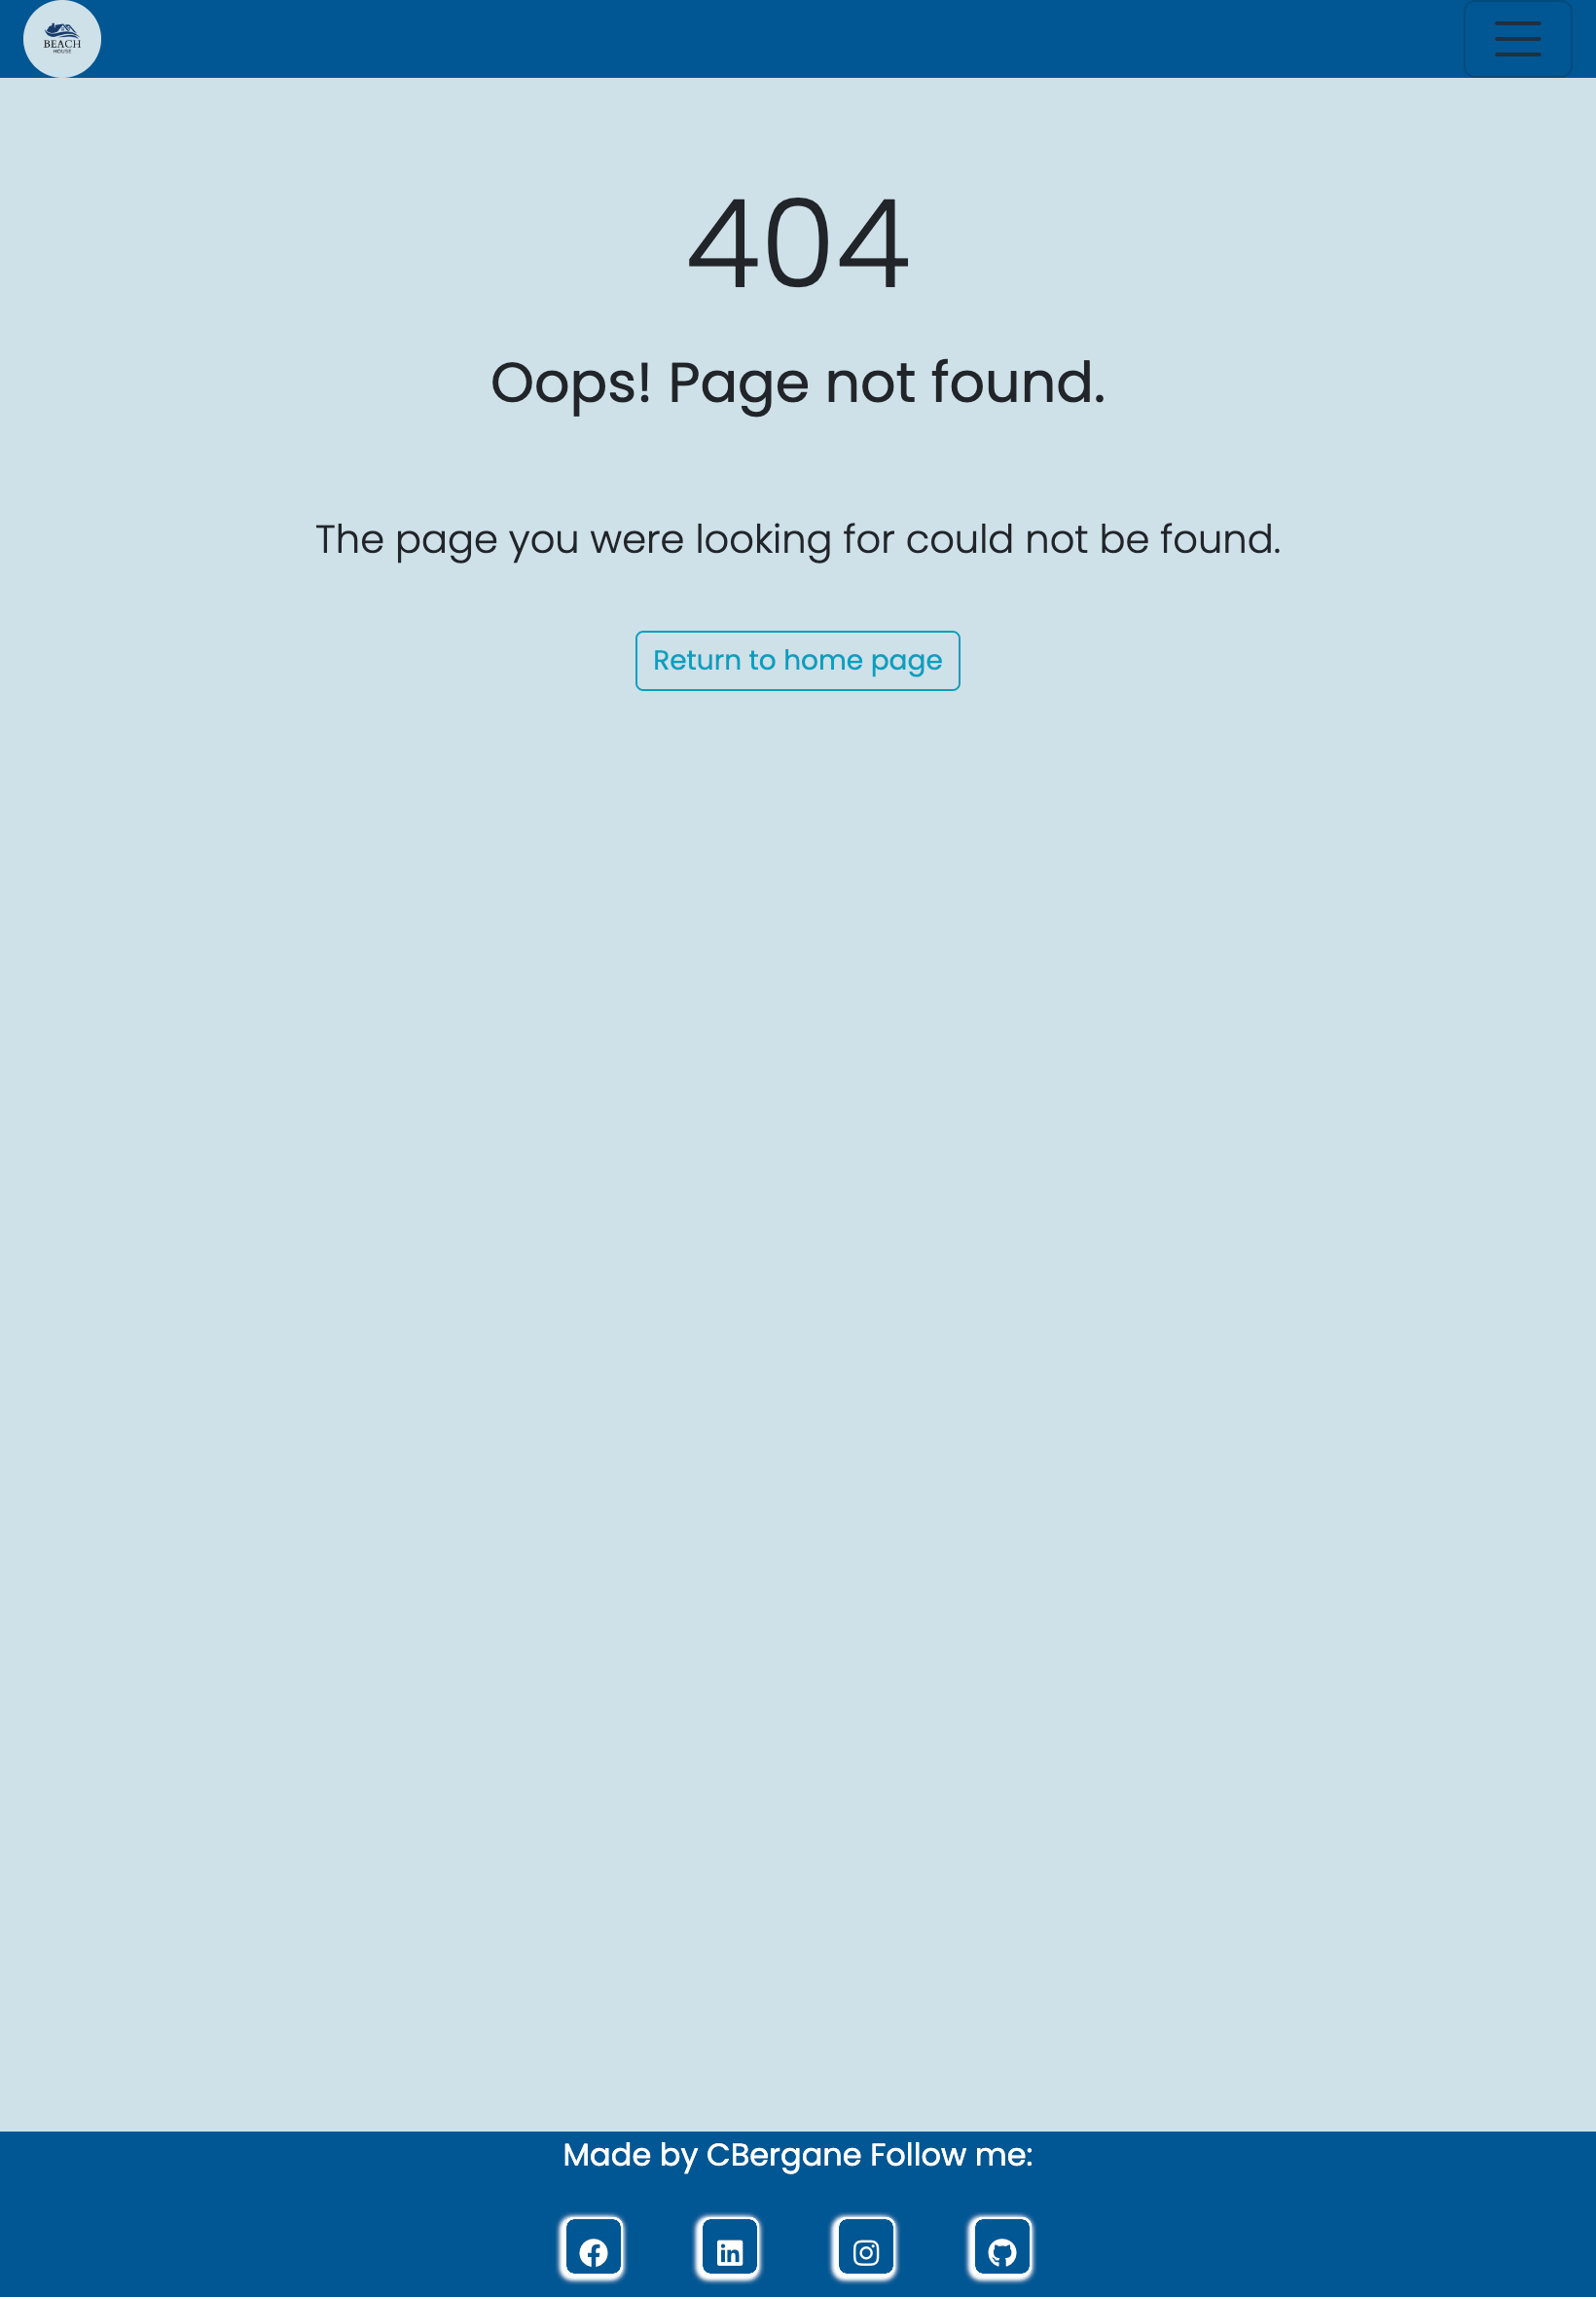 BEACH
HOUSE
404
Oops! Page not found.
The page you were looking for could not be found.
Return to home page
Made by CBergane Follow me: